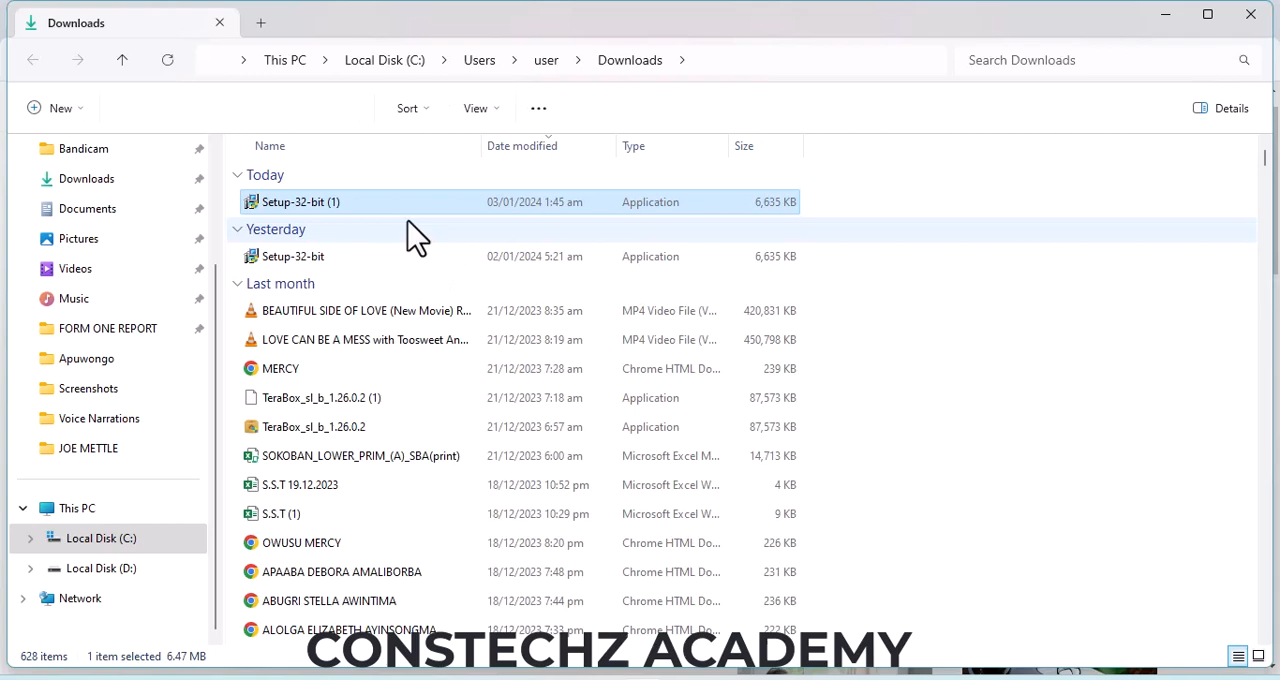 Downloads
This PC > Local Disk (C:) > Users > user > Downloads >
Search Downloads
New
Sort
View
Details
Bandicam
Downloads
Documents
Pictures
Videos
Music
FORM ONE REPORT
Apuwongo
Screenshots
Voice Narrations
JOE METTLE
This PC
Local Disk (C:)
Local Disk (D:)
Network
Name Date modified Type Size
Today
Setup-32-bit (1) 03/01/2024 1:45 am Application 6,635 KB
Yesterday
Setup-32-bit 02/01/2024 5:21 am Application 6,635 KB
Last month
BEAUTIFUL SIDE OF LOVE (New Movie) R... 21/12/2023 8:35 am MP4 Video File (V... 420,831 KB
LOVE CAN BE A MESS with Toosweet An... 21/12/2023 8:19 am MP4 Video File (V... 450,798 KB
MERCY 21/12/2023 7:28 am Chrome HTML Do... 239 KB
TeraBox_sl_b_1.26.0.2 (1) 21/12/2023 7:18 am Application 87,573 KB
TeraBox_sl_b_1.26.0.2 21/12/2023 6:57 am Application 87,573 KB
SOKOBAN_LOWER_PRIM_(A)_SBA(print) 21/12/2023 6:00 am Microsoft Excel M... 14,713 KB
S.S.T 19.12.2023 18/12/2023 10:52 pm Microsoft Excel W... 4 KB
S.S.T (1) 18/12/2023 10:29 pm Microsoft Excel W... 9 KB
OWUSU MERCY 18/12/2023 8:20 pm Chrome HTML Do... 226 KB
APAABA DEBORA AMALIBORBA 18/12/2023 7:48 pm Chrome HTML Do... 231 KB
ABUGRI STELLA AWINTIMA 18/12/2023 7:44 pm Chrome HTML Do... 236 KB
ALOLGA ELIZABETH AYINSONGMA 18/12/2023 7:33 pm Chrome HTML Do... 222 KB
CONSTECHZ ACADEMY
628 items 1 item selected 6.47 MB